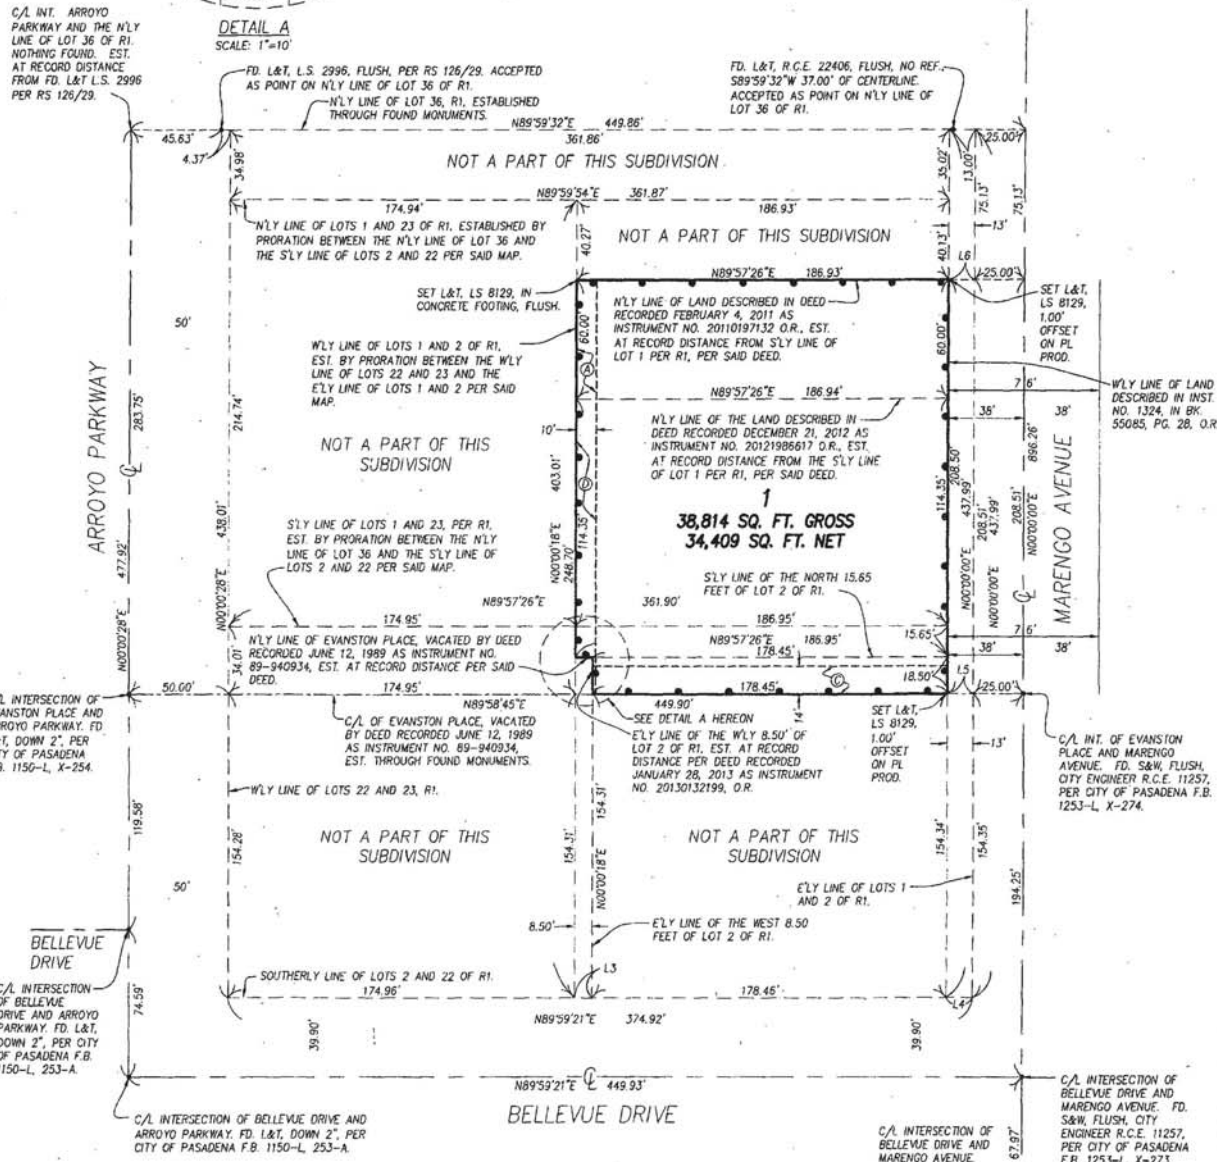 C/L INT. ARROYO
PARKWAY AND THE N'LY
LINE OF LOT 36 OF R1.
NOTHING FOUND. EST.
AT RECORD DISTANCE
FROM FD. L&T L.S. 2996
PER RS 126/29.
DETAIL A
SCALE: 1"=10'
FD. L&T, L.S. 2996, FLUSH, PER RS 126/29. ACCEPTED
AS POINT ON N'LY LINE OF LOT 36 OF R1.
N'LY LINE OF LOT 36, R1, ESTABLISHED
THROUGH FOUND MONUMENTS.
FD. L&T, R.C.E. 22406, FLUSH, NO REF.,
S89°59'32"W 37.00' OF CENTERLINE.
ACCEPTED AS POINT ON N'LY LINE OF
LOT 36 OF R1.
N89°59'32"E 449.86'
45.63'
361.86'
25.00'
4.37'
34.98'
NOT A PART OF THIS SUBDIVISION
35.02'
13.00'
75.13'
75.13'
N89°59'54"E 361.87'
174.94'
186.93'
13'
N'LY LINE OF LOTS 1 AND 23 OF R1, ESTABLISHED BY
PRORATION BETWEEN THE N'LY LINE OF LOT 36 AND
THE S'LY LINE OF LOTS 2 AND 22 PER SAID MAP.
40.27'
NOT A PART OF THIS SUBDIVISION
40.13'
L6
N89°57'26"E 186.93'
25.00'
SET L&T, LS 8129, IN
CONCRETE FOOTING, FLUSH.
N'LY LINE OF LAND DESCRIBED IN DEED
RECORDED FEBRUARY 4, 2011 AS
INSTRUMENT NO. 20110197132 O.R., EST.
AT RECORD DISTANCE FROM S'LY LINE OF
LOT 1 PER R1, PER SAID DEED.
SET L&T,
LS 8129,
1.00'
OFFSET
ON PL
PROD.
50'
60.00'
60.00'
W'LY LINE OF LOTS 1 AND 2 OF R1,
EST. BY PRORATION BETWEEN THE W'LY
LINE OF LOTS 22 AND 23 AND THE
E'LY LINE OF LOTS 1 AND 2 PER SAID
MAP.
A
N89°57'26"E 186.94'
76'
W'LY LINE OF LAND
DESCRIBED IN INST.
NO. 1324, IN BK.
55085, PG. 28, O.R
ARROYO PARKWAY
283.75'
C/L
214.74'
10'
38'
38'
N'LY LINE OF THE LAND DESCRIBED IN
DEED RECORDED DECEMBER 21, 2012 AS
INSTRUMENT NO. 20121986617 O.R., EST.
AT RECORD DISTANCE FROM THE S'LY LINE
OF LOT 1 PER R1, PER SAID DEED.
NOT A PART OF THIS
SUBDIVISION
403.01'
D
208.50'
896.26'
MARENGO AVENUE
1
38,814 SQ. FT. GROSS
34,409 SQ. FT. NET
438.01'
114.35'
114.35'
437.99'
208.51'
437.99'
208.51'
S'LY LINE OF LOTS 1 AND 23, PER R1,
EST. BY PRORATION BETWEEN THE N'LY
LINE OF LOT 36 AND THE S'LY LINE OF
LOTS 2 AND 22 PER SAID MAP.
477.92'
N00°00'18"E
248.70'
N00°00'00"E
N00°00'00"E
N00°00'00"E
C/L
S'LY LINE OF THE NORTH 15.65
FEET OF LOT 2 OF R1.
N00°00'28"E
N00°00'28"E
N89°57'26"E 361.90'
174.95'
186.95'
N'LY LINE OF EVANSTON PLACE, VACATED BY DEED
RECORDED JUNE 12, 1989 AS INSTRUMENT NO.
89-940934, EST. AT RECORD DISTANCE PER SAID
DEED.
34.01'
N89°57'26"E 186.95'
178.45'
15.65'
76'
38'
38'
18.50'
L5
C
50.00'
174.95'
N89°58'45"E
178.45'
449.90'
14'
25.00'
L INTERSECTION OF
ANSTON PLACE AND
ROYO PARKWAY. FD
T, DOWN 2", PER
TY OF PASADENA
B. 1150-L, X-254.
C/L OF EVANSTON PLACE, VACATED
BY DEED RECORDED JUNE 12, 1989
AS INSTRUMENT NO. 89-940934,
EST. THROUGH FOUND MONUMENTS.
SEE DETAIL A HEREON
E'LY LINE OF THE W'LY 8.50' OF
LOT 2 OF R1, EST. AT RECORD
DISTANCE PER DEED RECORDED
JANUARY 28, 2013 AS INSTRUMENT
NO. 20130132199, O.R.
SET L&T,
LS 8129,
1.00'
OFFSET
ON PL
PROD.
13'
C/L INT. OF EVANSTON
PLACE AND MARENGO
AVENUE. FD. S&W, FLUSH,
CITY ENGINEER R.C.E. 11257,
PER CITY OF PASADENA F.B.
1253-L, X-274.
W'LY LINE OF LOTS 22 AND 23, R1.
119.58'
154.28'
NOT A PART OF THIS
SUBDIVISION
154.31'
154.31'
N00°00'18"E
NOT A PART OF THIS
SUBDIVISION
154.34'
154.35'
194.25'
50'
E'LY LINE OF LOTS 1
AND 2 OF R1.
8.50'
E'LY LINE OF THE WEST 8.50
FEET OF LOT 2 OF R1.
BELLEVUE
DRIVE
SOUTHERLY LINE OF LOTS 2 AND 22 OF R1.
L3
174.96'
178.46'
L4
C/L INTERSECTION
OF BELLEVUE
DRIVE AND ARROYO
PARKWAY. FD. L&T,
DOWN 2", PER CITY
OF PASADENA F.B.
1150-L, 253-A.
74.59'
N89°59'21"E 374.92'
39.90'
39.90'
N89°59'21"E C/L 449.93'
BELLEVUE DRIVE
C/L INTERSECTION OF BELLEVUE DRIVE AND
ARROYO PARKWAY. FD. L&T, DOWN 2", PER
CITY OF PASADENA F.B. 1150-L, 253-A.
C/L INTERSECTION OF
BELLEVUE DRIVE AND
MARENGO AVENUE.
67.97'
C/L INTERSECTION OF
BELLEVUE DRIVE AND
MARENGO AVENUE. FD.
S&W, FLUSH, CITY
ENGINEER R.C.E. 11257,
PER CITY OF PASADENA
F.B. 1253-L, X-273.